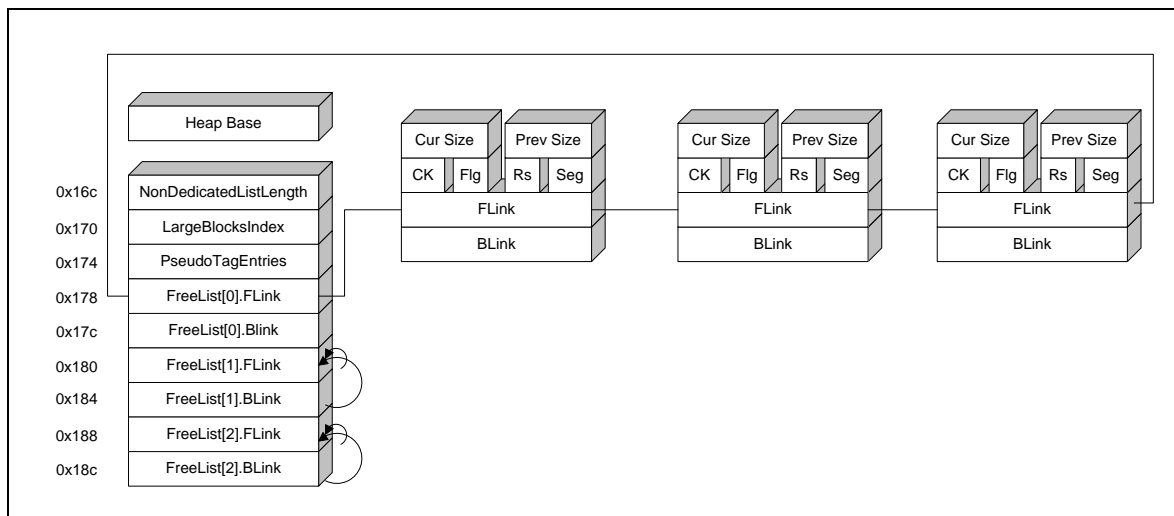 Heap Base
0x16c NonDedicatedListLength
0x170 LargeBlocksIndex
0x174 PseudoTagEntries
0x178 FreeList[0].FLink
0x17c FreeList[0].Blink
0x180 FreeList[1].FLink
0x184 FreeList[1].BLink
0x188 FreeList[2].FLink
0x18c FreeList[2].BLink
Cur Size Prev Size
CK Flg Rs Seg
FLink
BLink
Cur Size Prev Size
CK Flg Rs Seg
FLink
BLink
Cur Size Prev Size
CK Flg Rs Seg
FLink
BLink